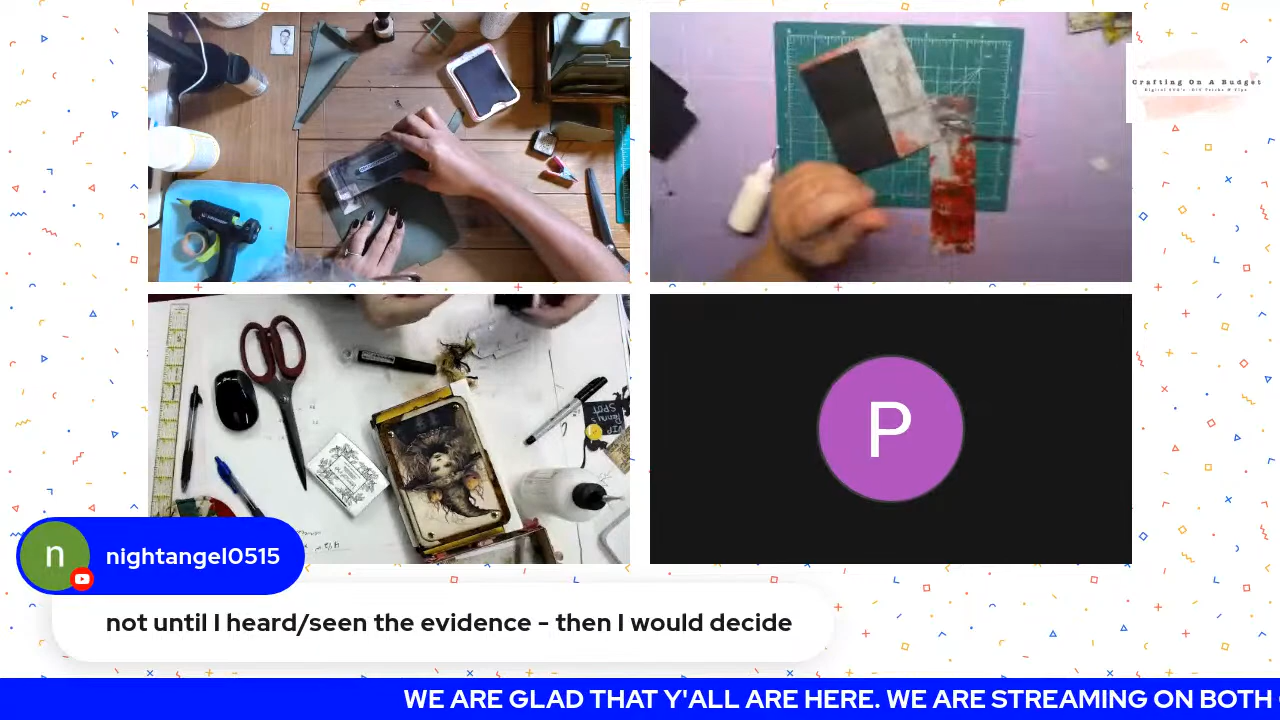 Crafting On A Budget
P
nightangel0515
not until I heard/seen the evidence - then I would decide
WE ARE GLAD THAT Y'ALL ARE HERE. WE ARE STREAMING ON BOTH